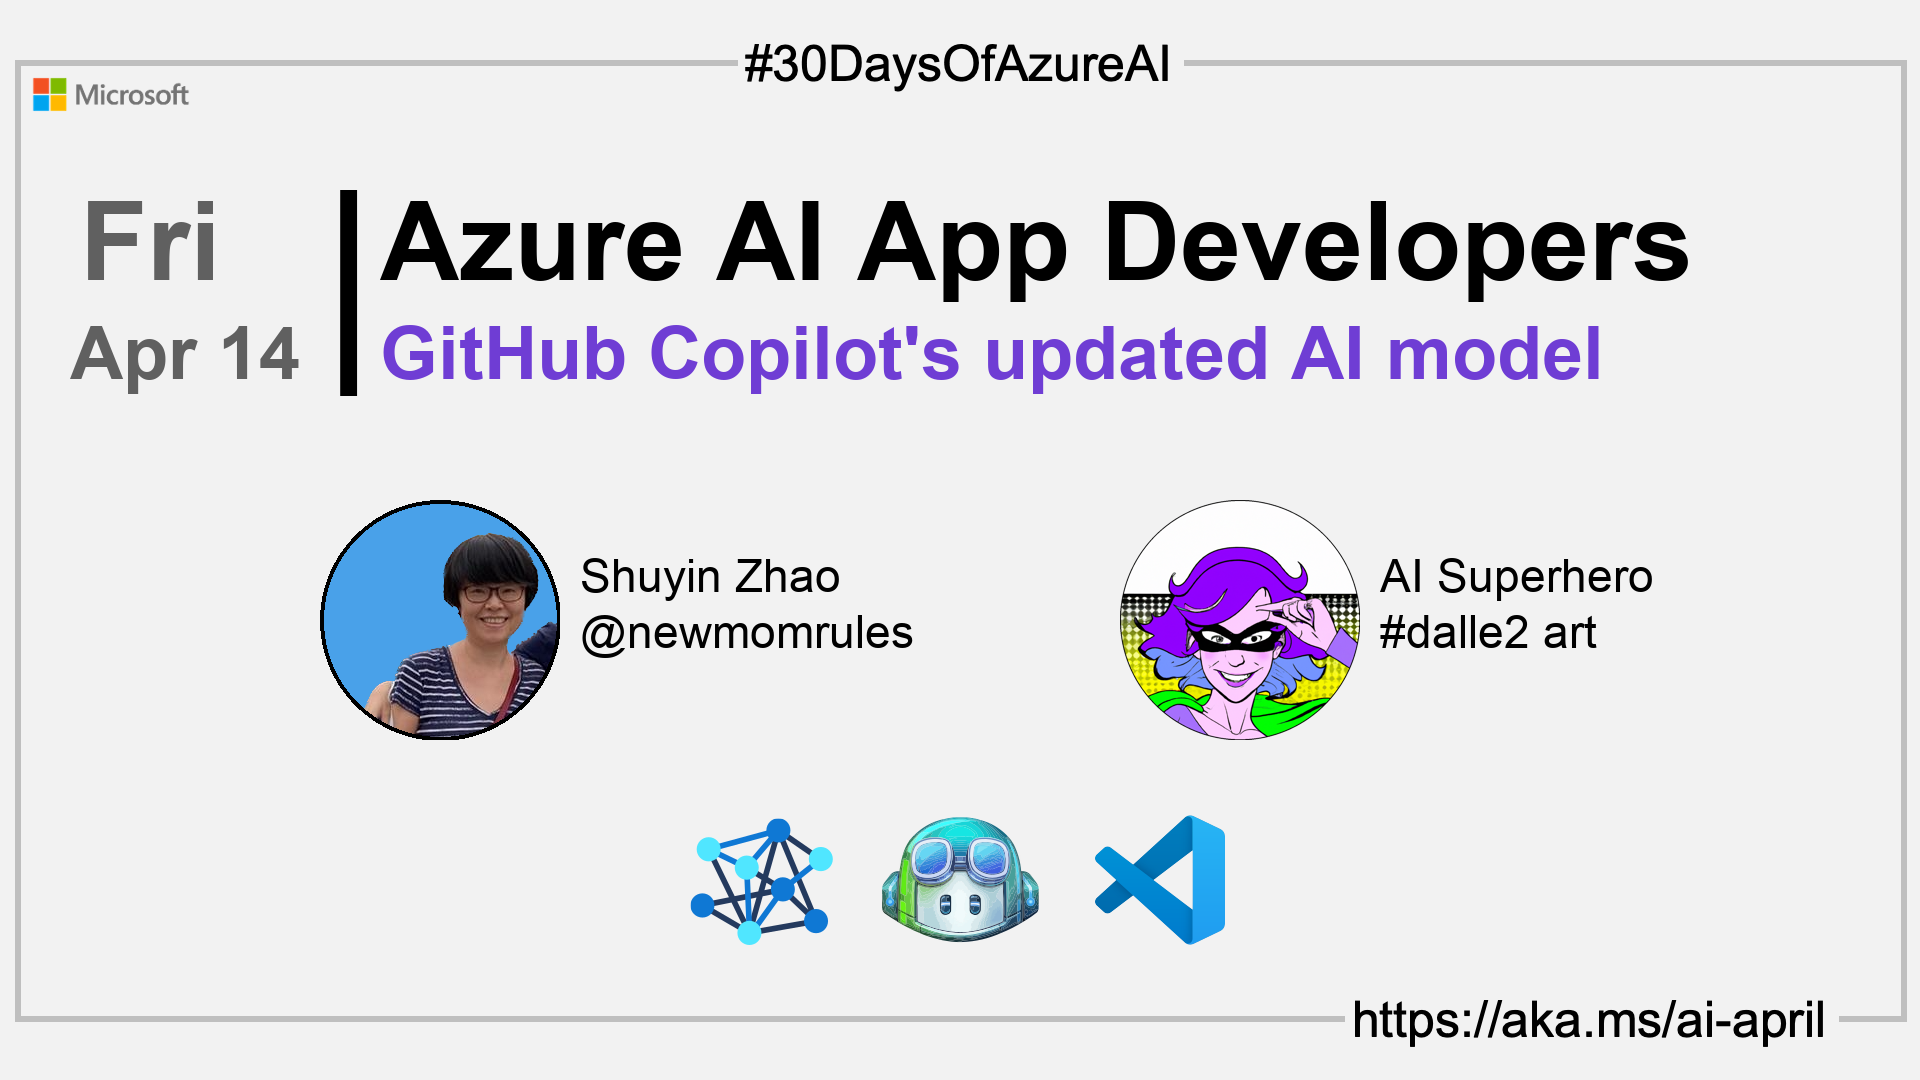 #30DaysOfAzureAI
Microsoft
Fri
Apr 14
Azure AI App Developers
GitHub Copilot's updated AI model
Shuyin Zhao
@newmomrules
AI Superhero
#dalle2 art
https://aka.ms/ai-april